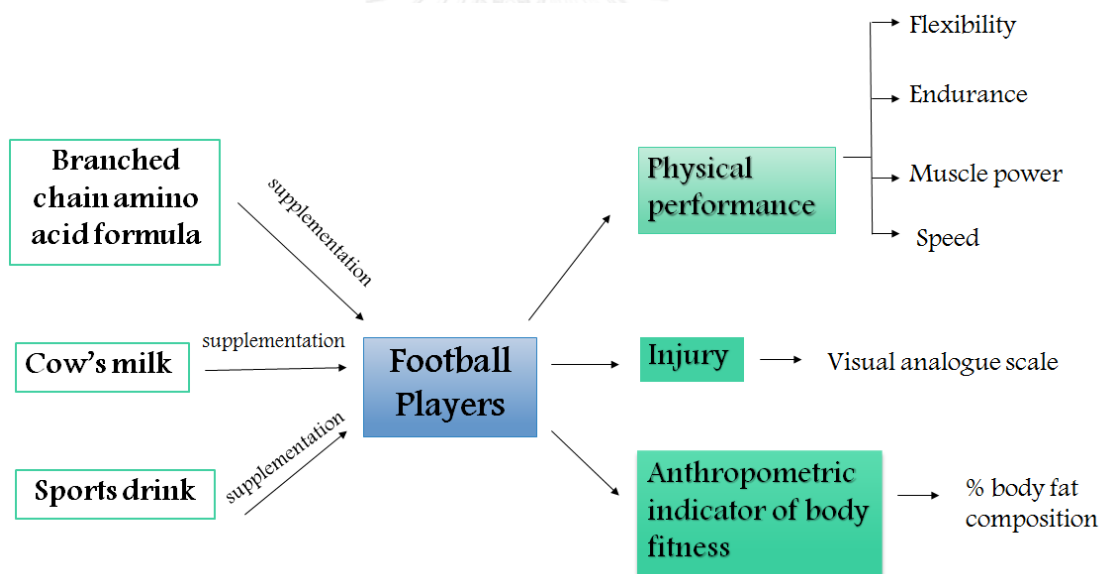 Branched
chain amino
acid formula
supplementation
Cow's milk
supplementation
Sports drink
supplementation
Football
Players
Physical
performance
Flexibility
Endurance
Muscle power
Speed
Injury
Visual analogue scale
Anthropometric
indicator of body
fitness
% body fat
composition